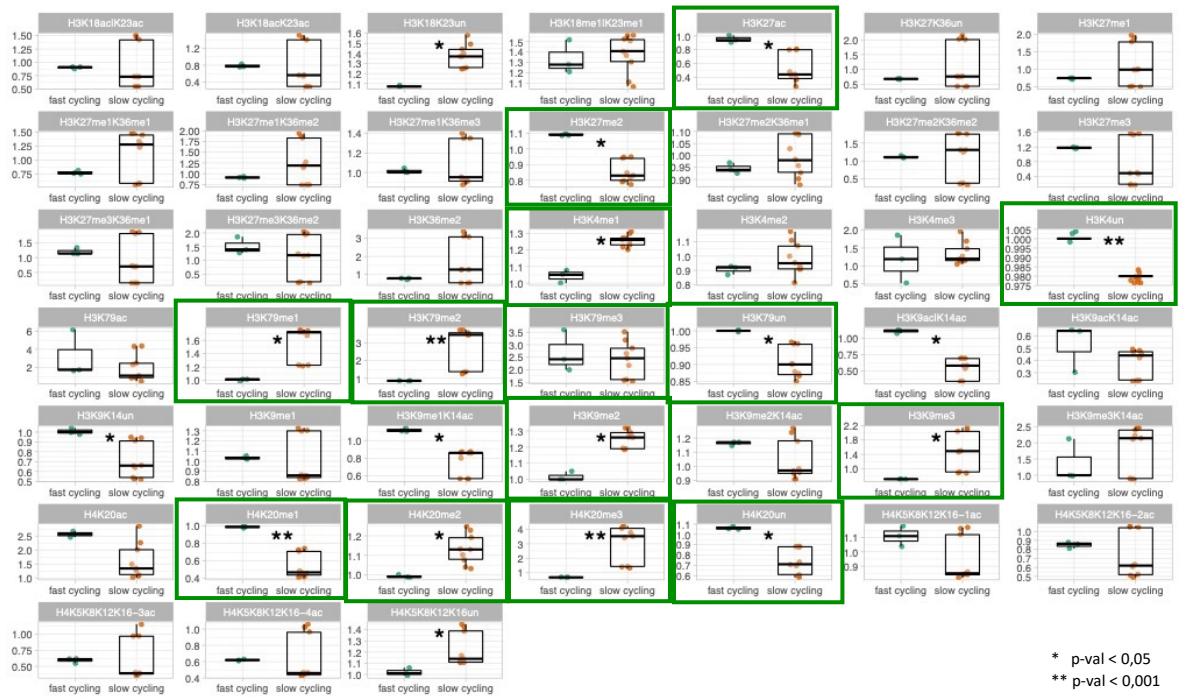 H3K18aclK23ac
1.50
1.25
1.00
0.75
0.50
fast cycling slow cycling
H3K18acK23ac
1.2
0.8
0.4
fast cycling slow cycling
H3K18K23un
1.6
1.5
1.4
1.3
1.2
1.1
*
fast cycling slow cycling
H3K18me1lK23me1
1.5
1.4
1.3
1.2
1.1
fast cycling slow cycling
H3K27ac
1.0
0.8
0.6
0.4
*
fast cycling slow cycling
H3K27K36un
2.0
1.5
1.0
0.5
fast cycling slow cycling
H3K27me1
2.0
1.5
1.0
0.5
fast cycling slow cycling
H3K27me1K36me1
1.50
1.25
1.00
0.75
fast cycling slow cycling
H3K27me1K36me2
2.00
1.75
1.50
1.25
1.00
0.75
fast cycling slow cycling
H3K27me1K36me3
1.4
1.2
1.0
fast cycling slow cycling
H3K27me2
1.1
1.0
0.9
0.8
*
fast cycling slow cycling
H3K27me2K36me1
1.10
1.05
1.00
0.95
0.90
fast cycling slow cycling
H3K27me2K36me2
1.5
1.0
0.5
fast cycling slow cycling
H3K27me3
1.6
1.2
0.8
0.4
fast cycling slow cycling
H3K27me3K36me1
1.5
1.0
0.5
fast cycling slow cycling
H3K27me3K36me2
2.0
1.5
1.0
0.5
0.0
fast cycling slow cycling
H3K36me2
3
2
1
fast cycling slow cycling
H3K4me1
1.3
1.2
1.1
1.0
*
fast cycling slow cycling
H3K4me2
1.1
1.0
0.9
0.8
fast cycling slow cycling
H3K4me3
2.0
1.5
1.0
0.5
fast cycling slow cycling
H3K4un
1.005
1.000
0.995
0.990
0.985
0.980
0.975
**
fast cycling slow cycling
H3K79ac
6
4
2
fast cycling slow cycling
H3K79me1
1.6
1.4
1.2
1.0
*
fast cycling slow cycling
H3K79me2
3
2
1
**
fast cycling slow cycling
H3K79me3
3.5
3.0
2.5
2.0
1.5
fast cycling slow cycling
H3K79un
1.00
0.95
0.90
0.85
*
fast cycling slow cycling
H3K9aclK14ac
1.00
0.75
0.50
*
fast cycling slow cycling
H3K9acK14ac
0.6
0.5
0.4
0.3
fast cycling slow cycling
H3K9K14un
1.0
0.9
0.8
0.7
0.6
0.5
*
fast cycling slow cycling
H3K9me1
1.3
1.2
1.1
1.0
0.9
fast cycling slow cycling
H3K9me1K14ac
1.0
0.8
0.6
*
fast cycling slow cycling
H3K9me2
1.3
1.2
1.1
1.0
*
fast cycling slow cycling
H3K9me2K14ac
1.2
1.1
1.0
0.9
fast cycling slow cycling
H3K9me3
2.2
1.8
1.4
1.0
*
fast cycling slow cycling
H3K9me3K14ac
2.5
2.0
1.5
1.0
fast cycling slow cycling
H4K20ac
2.5
2.0
1.5
1.0
fast cycling slow cycling
H4K20me1
1.0
0.8
0.6
0.4
**
fast cycling slow cycling
H4K20me2
1.2
1.1
1.0
*
fast cycling slow cycling
H4K20me3
4
3
2
1
**
fast cycling slow cycling
H4K20un
1.1
1.0
0.9
0.8
0.7
0.6
*
fast cycling slow cycling
H4K5K8K12K16-1ac
1.1
1.0
0.9
fast cycling slow cycling
H4K5K8K12K16-2ac
1.0
0.9
0.8
0.7
0.6
0.5
fast cycling slow cycling
H4K5K8K12K16-3ac
1.00
0.75
0.50
fast cycling slow cycling
H4K5K8K12K16-4ac
1.0
0.8
0.6
0.4
fast cycling slow cycling
H4K5K8K12K16un
1.4
1.3
1.2
1.1
1.0
*
fast cycling slow cycling
* p-val < 0,05
** p-val < 0,001